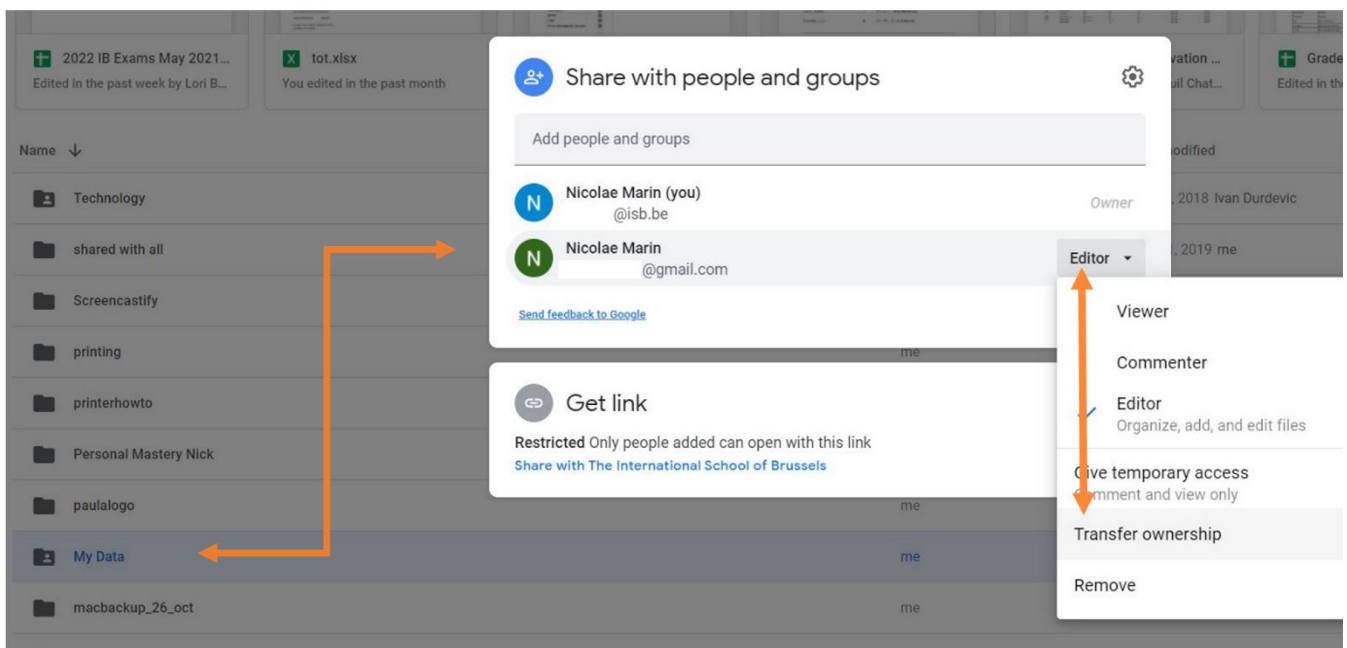 2022 IB Exams May 2021...
Edited in the past week by Lori B...
tot.xlsx
You edited in the past month
vation ...
uil Chat...
Grade
Edited in th
Name
odified
Technology
, 2018 Ivan Durdevic
shared with all
, 2019 me
Screencastify
printing
me
printerhowto
Personal Mastery Nick
paulalogo
me
My Data
me
macbackup_26_oct
me
Share with people and groups
Add people and groups
N
Nicolae Marin (you)
@isb.be
Owner
N
Nicolae Marin
@gmail.com
Editor
Send feedback to Google
Get link
Restricted Only people added can open with this link
Share with The International School of Brussels
Viewer
Commenter
Editor
Organize, add, and edit files
Give temporary access
Comment and view only
Transfer ownership
Remove